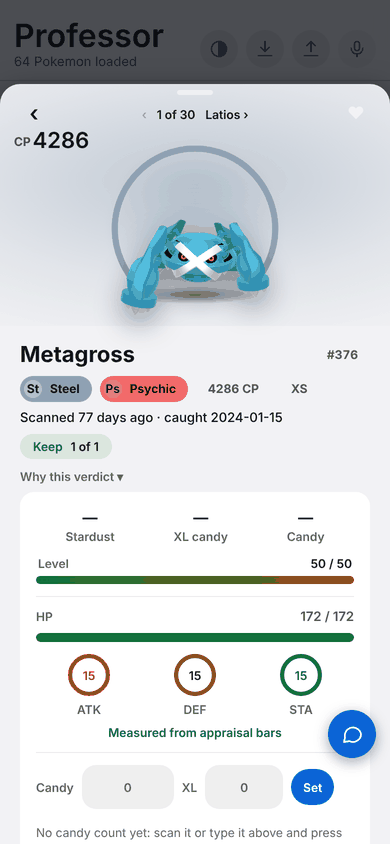 Professor
64 Pokemon loaded
‹ ‹ 1 of 30 Latios ›
CP 4286
Metagross #376
St Steel Ps Psychic 4286 CP XS
Scanned 77 days ago · caught 2024-01-15
Keep 1 of 1
Why this verdict ▾
— — —
Stardust XL candy Candy
Level 50 / 50
HP 172 / 172
15 15 15
ATK DEF STA
Measured from appraisal bars
Candy 0 XL 0 Set
No candy count yet: scan it or type it above and press